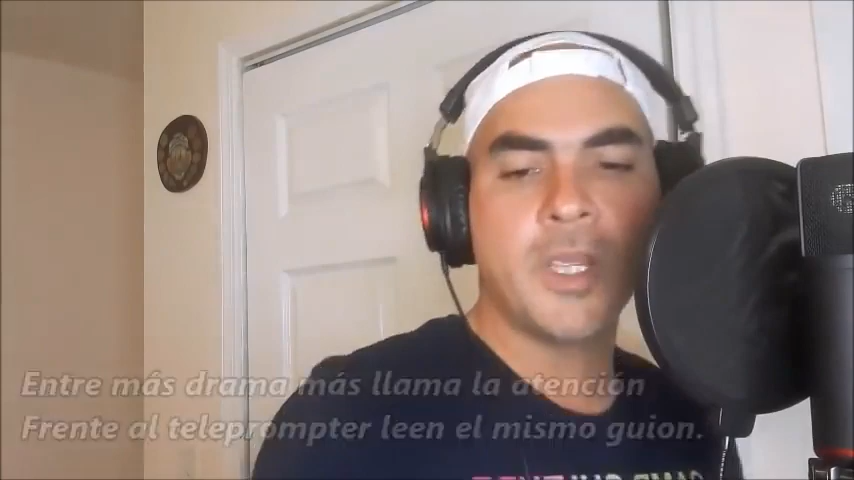 Entre más drama más llama la atención
Frente al teleprompter leen el mismo guion.